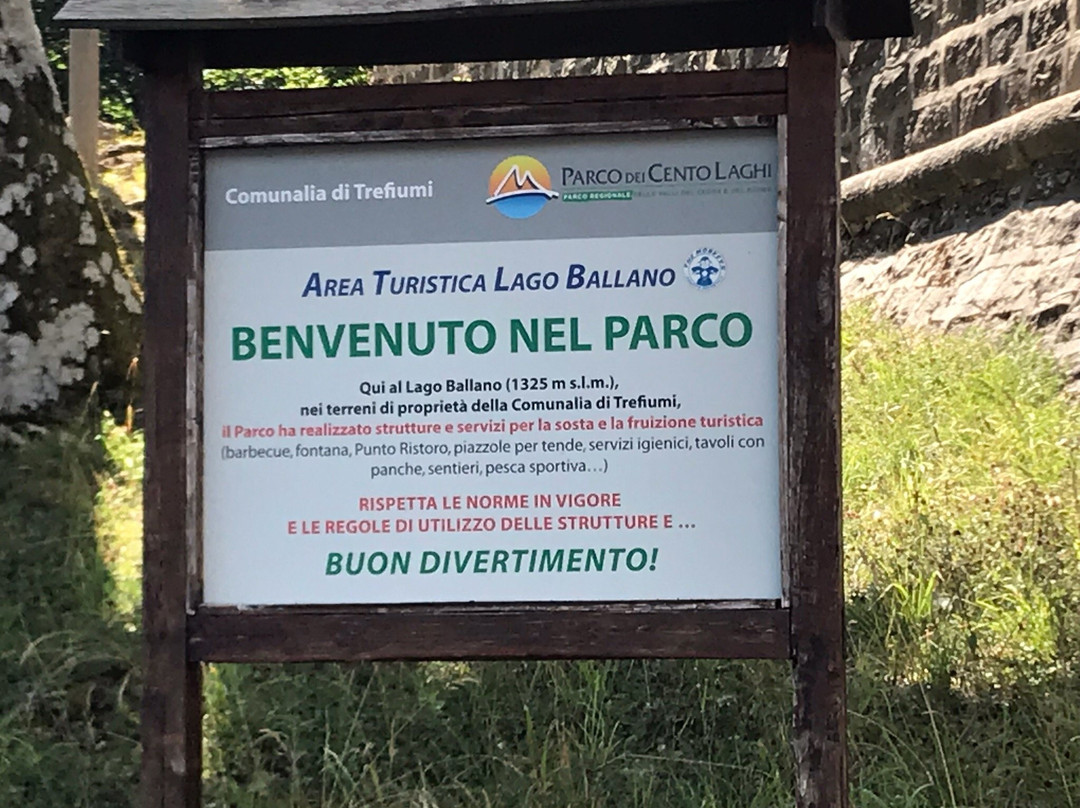 Comunalia di Trefiumi
PARCO DEI CENTO LAGHI
PARCO REGIONALE
AREA TURISTICA LAGO BALLANO
BENVENUTO NEL PARCO
Qui al Lago Ballano (1325 m s.l.m.),
nei terreni di proprietà della Comunalia di Trefiumi,
il Parco ha realizzato strutture e servizi per la sosta e la fruizione turistica
(barbecue, fontana, Punto Ristoro, piazzole per tende, servizi igienici, tavoli con
panche, sentieri, pesca sportiva…)
RISPETTA LE NORME IN VIGORE
E LE REGOLE DI UTILIZZO DELLE STRUTTURE E …
BUON DIVERTIMENTO!